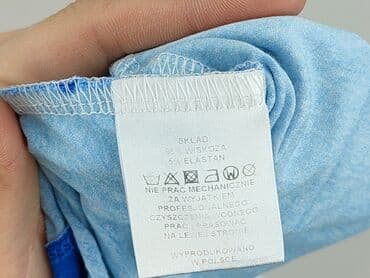 SKŁAD
95% WISKOZA
5% ELASTAN
NIE PRAĆ MECHANICZNIE
ZA WYJĄTKIEM
PROFESJONALNEGO
CZYSZCZENIA WODNEGO
PRAĆ I PRASOWAĆ
NA LEWEJ STRONIE
WYPRODUKOWANO
W POLSCE